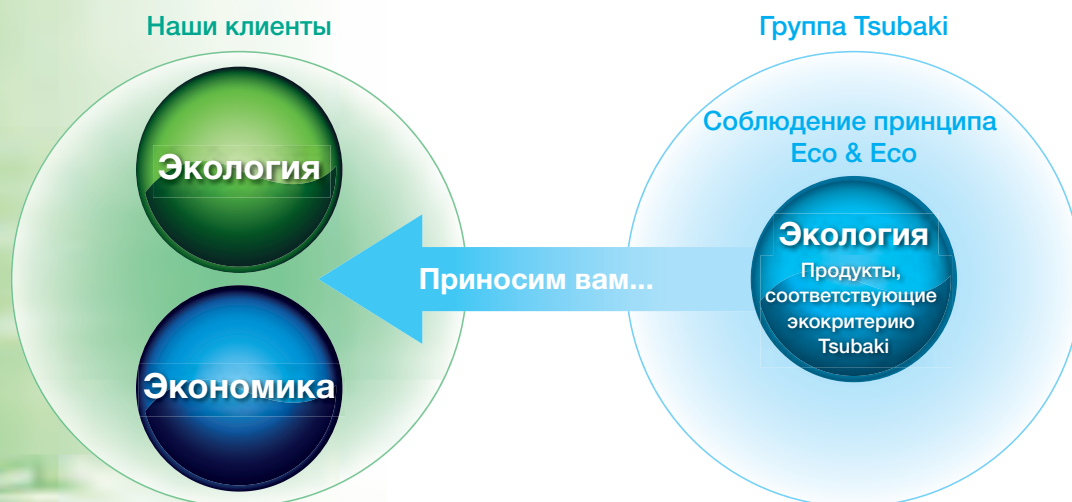 Наши клиенты
Экология
Экономика
Приносим вам...
Группа Tsubaki
Соблюдение принципа
Eco & Eco
Экология
Продукты,
соответствующие
экокритерию
Tsubaki